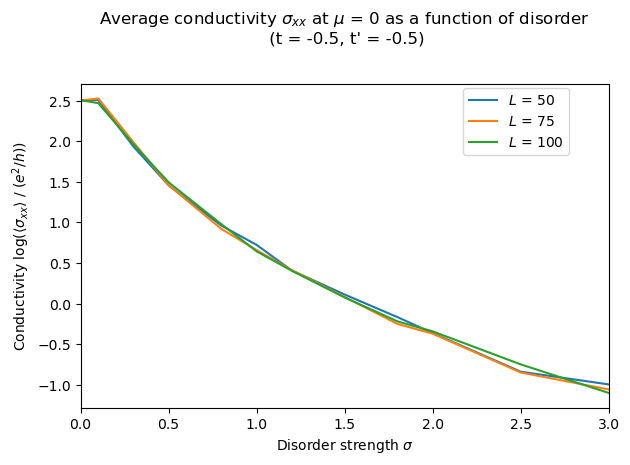 Average conductivity σxx at μ = 0 as a function of disorder
(t = -0.5, t' = -0.5)
Conductivity log(⟨σxx⟩ / (e²/h))
2.5
2.0
1.5
1.0
0.5
0.0
−0.5
−1.0
L = 50
L = 75
L = 100
0.0 0.5 1.0 1.5 2.0 2.5 3.0
Disorder strength σ